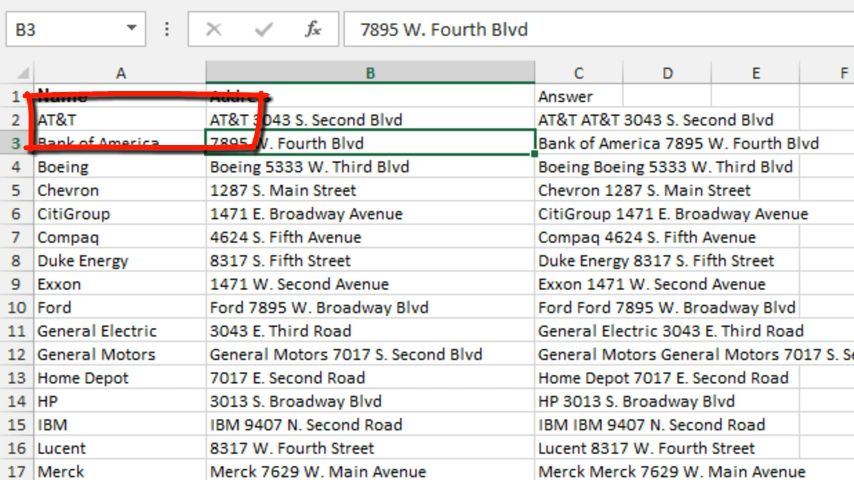 B3 fx 7895 W. Fourth Blvd
A B C D E F
1 Name Address Answer
2 AT&T AT&T 3043 S. Second Blvd AT&T AT&T 3043 S. Second Blvd
3 Bank of America 7895 W. Fourth Blvd Bank of America 7895 W. Fourth Blvd
4 Boeing Boeing 5333 W. Third Blvd Boeing Boeing 5333 W. Third Blvd
5 Chevron 1287 S. Main Street Chevron 1287 S. Main Street
6 CitiGroup 1471 E. Broadway Avenue CitiGroup 1471 E. Broadway Avenue
7 Compaq 4624 S. Fifth Avenue Compaq 4624 S. Fifth Avenue
8 Duke Energy 8317 S. Fifth Street Duke Energy 8317 S. Fifth Street
9 Exxon 1471 W. Second Avenue Exxon 1471 W. Second Avenue
10 Ford Ford 7895 W. Broadway Blvd Ford Ford 7895 W. Broadway Blvd
11 General Electric 3043 E. Third Road General Electric 3043 E. Third Road
12 General Motors General Motors 7017 S. Second Blvd General Motors General Motors 7017 S. Se
13 Home Depot 7017 E. Second Road Home Depot 7017 E. Second Road
14 HP 3013 S. Broadway Blvd HP 3013 S. Broadway Blvd
15 IBM IBM 9407 N. Second Road IBM IBM 9407 N. Second Road
16 Lucent 8317 W. Fourth Street Lucent 8317 W. Fourth Street
17 Merck Merck 7629 W. Main Avenue Merck Merck 7629 W. Main Avenue